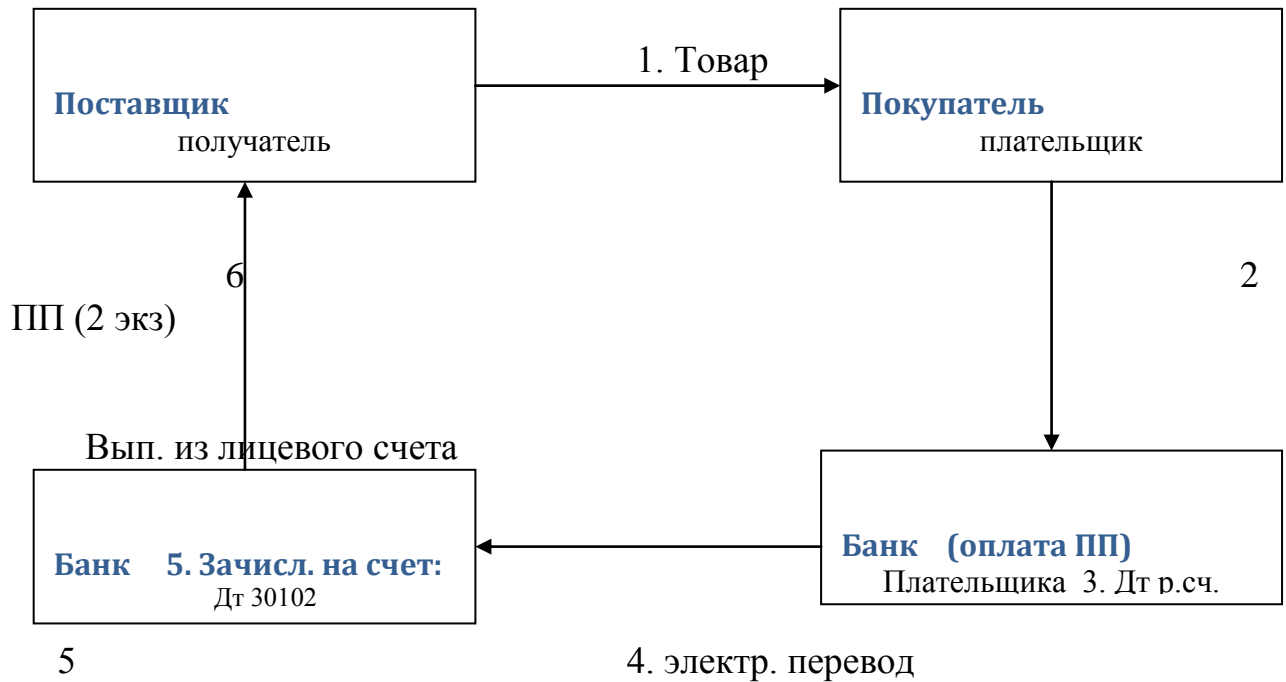 1. Товар
Поставщик
получатель
Покупатель
плательщик
6
2
ПП (2 экз)
Вып. из лицевого счета
Банк 5. Зачисл. на счет:
Дт 30102
Банк (оплата ПП)
Плательщика 3. Дт р.сч.
5
4. электр. перевод